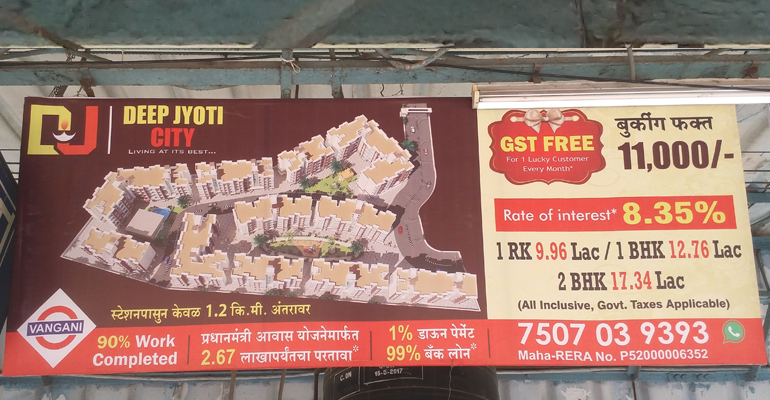 DJ
DEEP JYOTI
CITY
LIVING AT ITS BEST...
स्टेशनपासुन केवळ 1.2 कि.मी. अंतरावर
VANGANI
90% Work
Completed
प्रधानमंत्री आवास योजनेमार्फत
2.67 लाखापर्यंतचा परतावा*
1% डाऊन पेमेंट
99% बँक लोन*
GST FREE
For 1 Lucky Customer
Every Month*
बुकींग फक्त
11,000/-
Rate of interest* 8.35%
1 RK 9.96 Lac / 1 BHK 12.76 Lac
2 BHK 17.34 Lac
(All Inclusive, Govt. Taxes Applicable)
7507 03 9393
Maha-RERA No. P52000006352